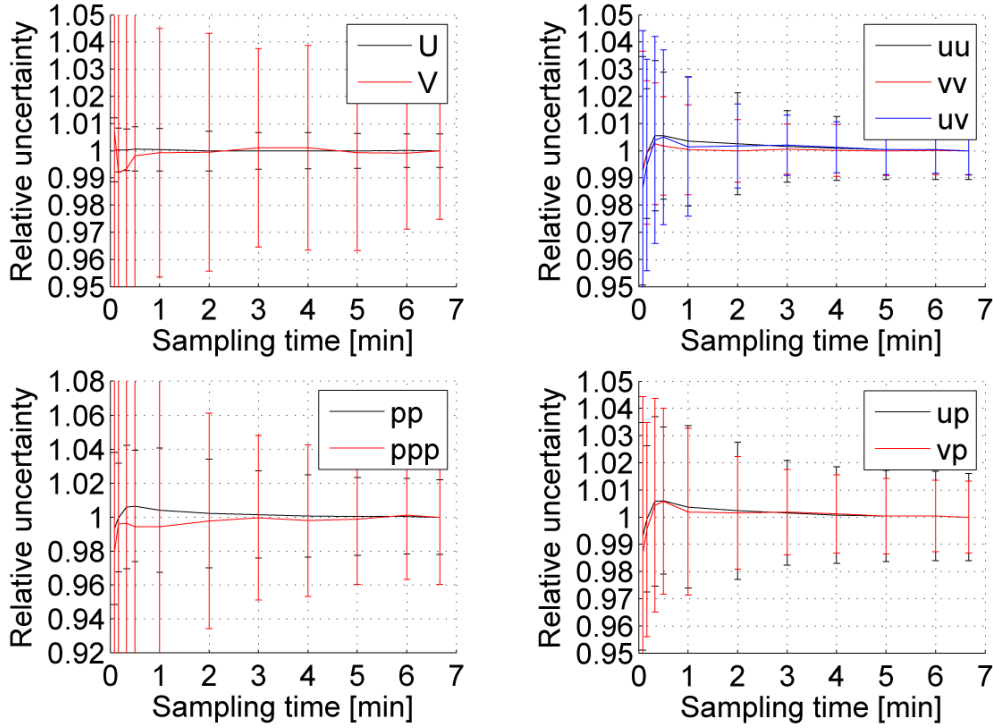 1.05
1.04
1.03
1.02
1.01
1
0.99
0.98
0.97
0.96
0.95
Relative uncertainty
U
V
0 1 2 3 4 5 6 7
Sampling time [min]
1.05
1.04
1.03
1.02
1.01
1
0.99
0.98
0.97
0.96
0.95
Relative uncertainty
uu
vv
uv
0 1 2 3 4 5 6 7
Sampling time [min]
1.08
1.06
1.04
1.02
1
0.98
0.96
0.94
0.92
Relative uncertainty
pp
ppp
0 1 2 3 4 5 6 7
Sampling time [min]
1.05
1.04
1.03
1.02
1.01
1
0.99
0.98
0.97
0.96
0.95
Relative uncertainty
up
vp
0 1 2 3 4 5 6 7
Sampling time [min]